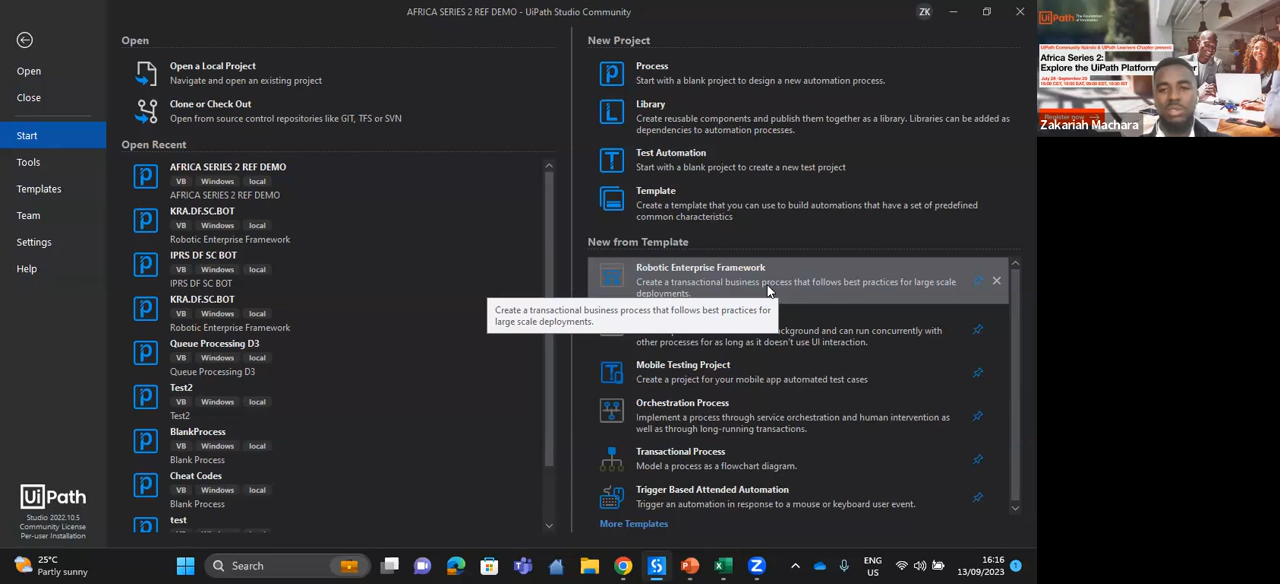 AFRICA SERIES 2 REF DEMO - UiPath Studio Community
ZK
Open
Close
Start
Tools
Templates
Team
Settings
Help
UiPath
Studio 2022.10.5
Community License
Per-user Installation
Open
Open a Local Project
Navigate and open an existing project
Clone or Check Out
Open from source control repositories like GIT, TFS or SVN
Open Recent
AFRICA SERIES 2 REF DEMO
VB Windows local
AFRICA SERIES 2 REF DEMO
KRA.DF.SC.BOT
VB Windows local
Robotic Enterprise Framework
IPRS DF SC BOT
VB Windows local
IPRS DF SC BOT
KRA.DF.SC.BOT
VB Windows local
Robotic Enterprise Framework
Queue Processing D3
VB Windows local
Queue Processing D3
Test2
VB Windows local
Test2
BlankProcess
VB Windows local
Blank Process
Cheat Codes
VB Windows local
Blank Process
test
New Project
Process
Start with a blank project to design a new automation process.
Library
Create reusable components and publish them together as a library. Libraries can be added as
dependencies to automation processes.
Test Automation
Start with a blank project to create a new test project
Template
Create a template that you can use to build automations that have a set of predefined
common characteristics
New from Template
Robotic Enterprise Framework
Create a transactional business process that follows best practices for large scale
deployments.
Create a transactional business process that follows best practices for
large scale deployments.
background and can run concurrently with
other processes for as long as it doesn't use UI interaction.
Mobile Testing Project
Create a project for your mobile app automated test cases
Orchestration Process
Implement a process through service orchestration and human intervention as
well as through long-running transactions.
Transactional Process
Model a process as a flowchart diagram.
Trigger Based Attended Automation
Trigger an automation in response to a mouse or keyboard user event.
More Templates
UiPath
UiPath Community Nairobi & UiPath Learners Chapter present
Africa Series 2:
Explore the UiPath Platform
Register now
Zakariah Machara
25°C
Partly sunny
Search
ENG
US
16:16
13/09/2023